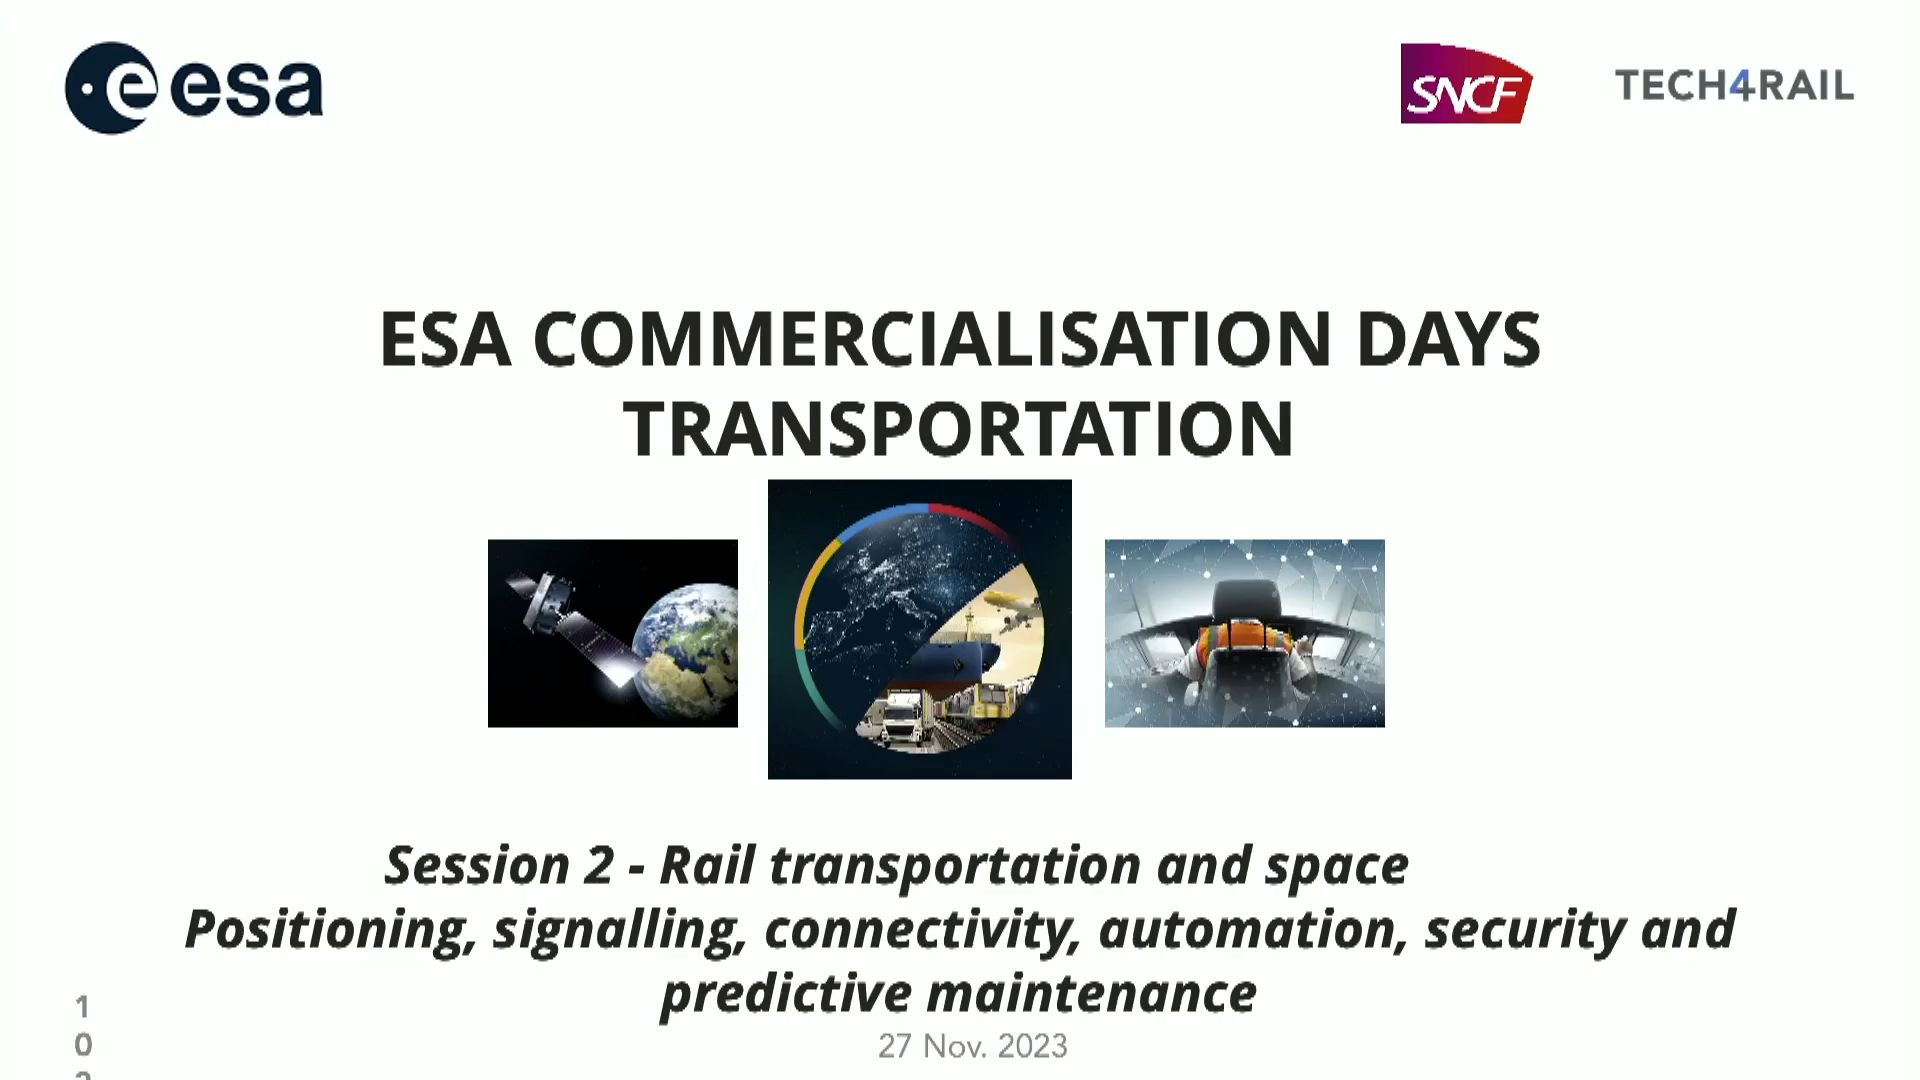 esa
SNCF
TECH4RAIL
ESA COMMERCIALISATION DAYS
TRANSPORTATION
Session 2 - Rail transportation and space
Positioning, signalling, connectivity, automation, security and
predictive maintenance
27 Nov. 2023
1
0